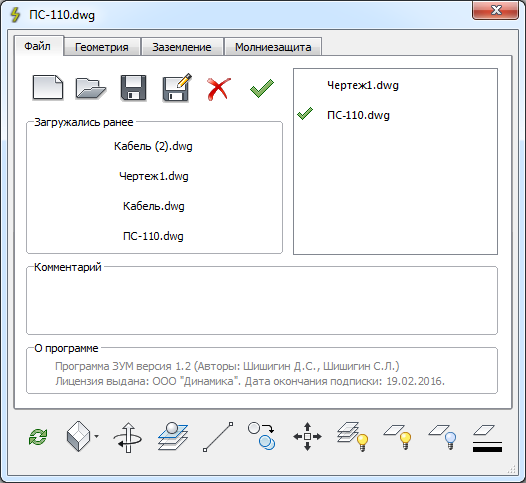 ПС-110.dwg
Файл
Геометрия
Заземление
Молниезащита
Чертеж1.dwg
ПС-110.dwg
Загружались ранее
Кабель (2).dwg
Чертеж1.dwg
Кабель.dwg
ПС-110.dwg
Комментарий
О программе
Программа ЗУМ версия 1.2 (Авторы: Шишигин Д.С., Шишигин С.Л.)
Лицензия выдана: ООО "Динамика". Дата окончания подписки: 19.02.2016.